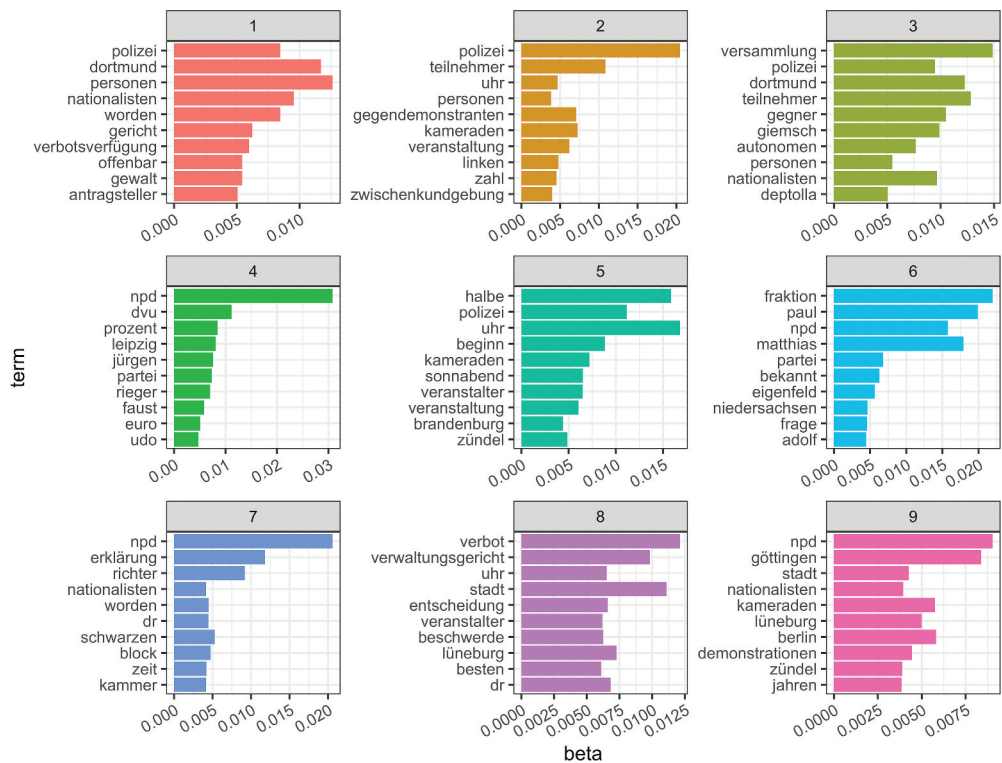 1
polizei
dortmund
personen
nationalisten
worden
gericht
verbotsverfügung
offenbar
gewalt
antragsteller
0.000 0.005 0.010
2
polizei
teilnehmer
uhr
personen
gegendemonstranten
kameraden
veranstaltung
linken
zahl
zwischenkundgebung
0.000 0.005 0.010 0.015 0.020
3
versammlung
polizei
dortmund
teilnehmer
gegner
giemsch
autonomen
personen
nationalisten
deptolla
0.000 0.005 0.010 0.015
4
npd
dvu
prozent
leipzig
jürgen
partei
rieger
faust
euro
udo
0.00 0.01 0.02 0.03
5
halbe
polizei
uhr
beginn
kameraden
sonnabend
veranstalter
veranstaltung
brandenburg
zündel
0.000 0.005 0.010 0.015
6
fraktion
paul
npd
matthias
partei
bekannt
eigenfeld
niedersachsen
frage
adolf
0.000 0.005 0.010 0.015 0.020
7
npd
erklärung
richter
nationalisten
worden
dr
schwarzen
block
zeit
kammer
0.000 0.005 0.010 0.015 0.020
8
verbot
verwaltungsgericht
uhr
stadt
entscheidung
veranstalter
beschwerde
lüneburg
besten
dr
0.0000 0.0025 0.0050 0.0075 0.0100 0.0125
9
npd
göttingen
stadt
nationalisten
kameraden
lüneburg
berlin
demonstrationen
zündel
jahren
0.0000 0.0025 0.0050 0.0075
term
beta